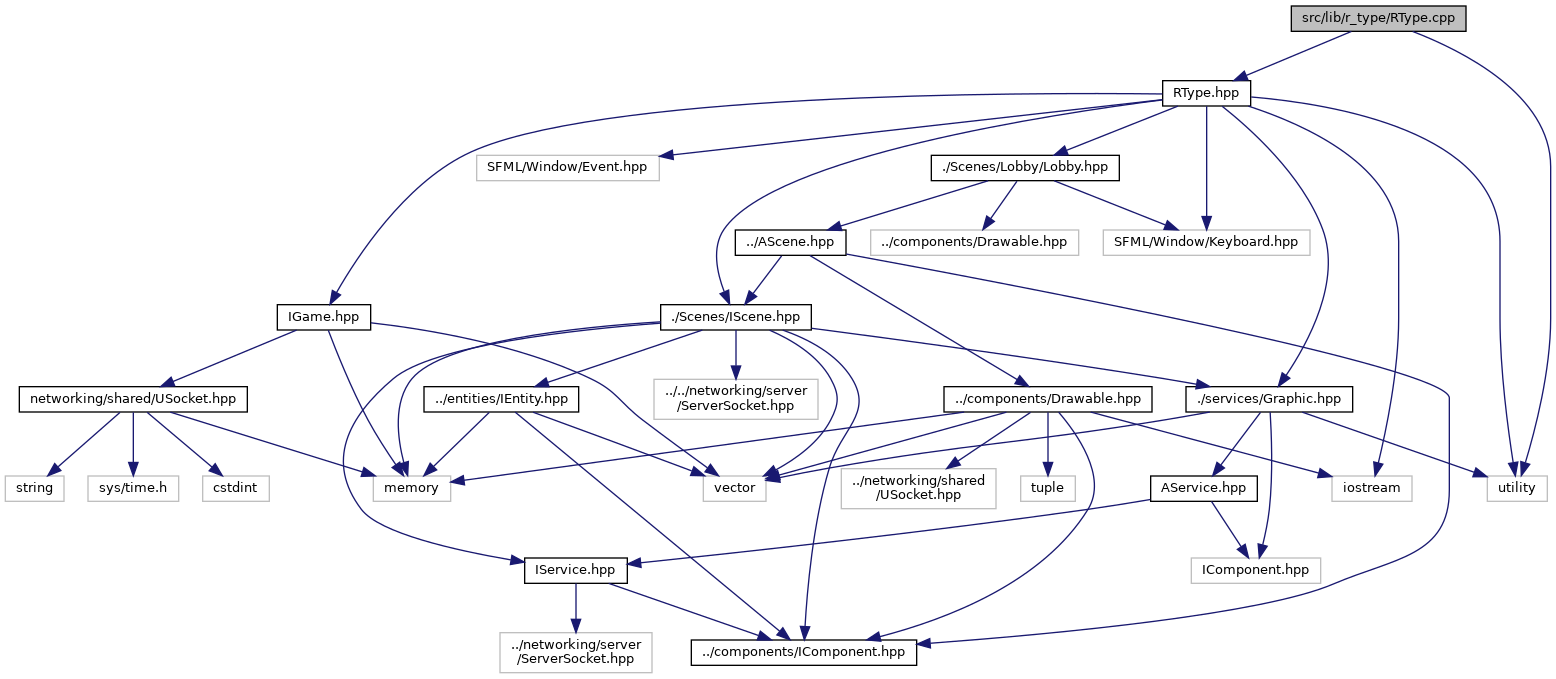 src/lib/r_type/RType.cpp
RType.hpp
SFML/Window/Event.hpp
./Scenes/Lobby/Lobby.hpp
../AScene.hpp
../components/Drawable.hpp
SFML/Window/Keyboard.hpp
IGame.hpp
./Scenes/IScene.hpp
networking/shared/USocket.hpp
../entities/IEntity.hpp
../../networking/server
/ServerSocket.hpp
../components/Drawable.hpp
./services/Graphic.hpp
string
sys/time.h
cstdint
memory
vector
../networking/shared
/USocket.hpp
tuple
AService.hpp
iostream
utility
IService.hpp
IComponent.hpp
../networking/server
/ServerSocket.hpp
../components/IComponent.hpp